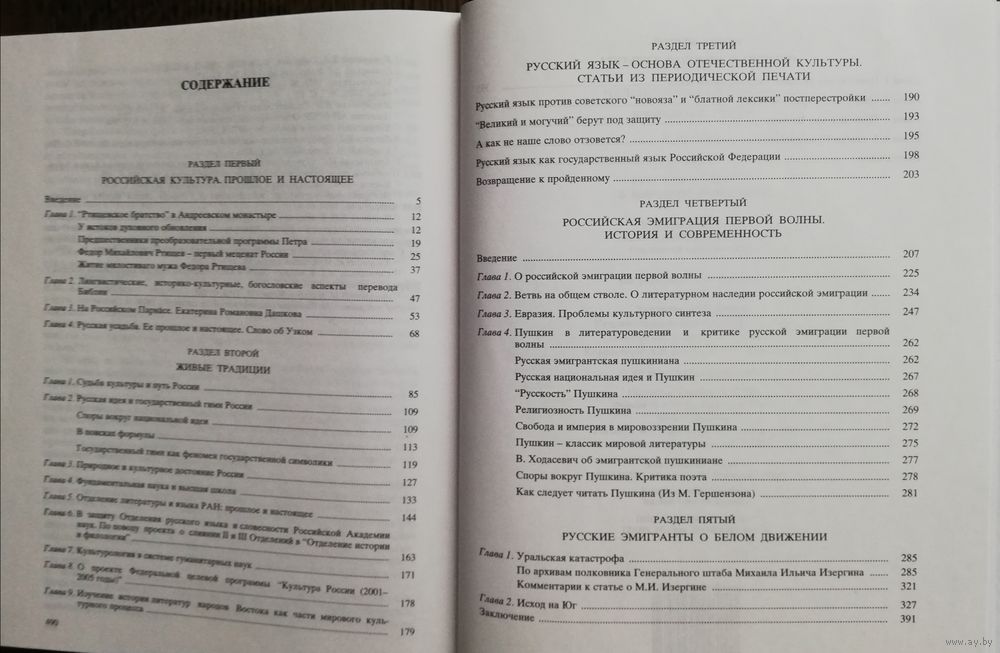 СОДЕРЖАНИЕ
РАЗДЕЛ ПЕРВЫЙ
РОССИЙСКАЯ КУЛЬТУРА. ПРОШЛОЕ И НАСТОЯЩЕЕ
Введение 5
Глава 1. "Ртищевское братство" в Андреевском монастыре 12
У истоков духовного обновления 12
Предшественники преобразовательной программы Петра 19
Федор Михайлович Ртищев – первый меценат России 25
Житие милостивого мужа Федора Ртищева 37
Глава 2. Лингвистические, историко-культурные, богословские аспекты перевода
Библии 47
Глава 3. На Российском Парнасе. Екатерина Романовна Дашкова 53
Глава 4. Русская усадьба. Ее прошлое и настоящее. Слово об Узком 68
РАЗДЕЛ ВТОРОЙ
ЖИВЫЕ ТРАДИЦИИ
Глава 1. Судьба культуры и путь России 85
Глава 2. Русская идея и государственный гимн России 109
Споры вокруг национальной идеи 109
В поисках формулы 113
Государственный гимн как феномен государственной символики 119
Глава 3. Природное и культурное достояние России 127
Глава 4. Фундаментальная наука и высшая школа 133
Глава 5. Отделение литературы и языка РАН: прошлое и настоящее 144
Глава 6. В защиту Отделения русского языка и словесности Российской Академии
наук. По поводу проекта о слиянии II и III Отделений в "Отделение истории
и филологии" 163
Глава 7. Культурология в системе гуманитарных наук 171
Глава 8. О проекте Федеральной целевой программы "Культура России (2001–
2005 годы)" 178
Глава 9. Изучение истории литератур народов Востока как части мирового куль-
турного процесса 179
400
РАЗДЕЛ ТРЕТИЙ
РУССКИЙ ЯЗЫК – ОСНОВА ОТЕЧЕСТВЕННОЙ КУЛЬТУРЫ.
СТАТЬИ ИЗ ПЕРИОДИЧЕСКОЙ ПЕЧАТИ
Русский язык против советского "новояза" и "блатной лексики" постперестройки 190
"Великий и могучий" берут под защиту 193
А как не наше слово отзовется? 195
Русский язык как государственный язык Российской Федерации 198
Возвращение к пройденному 203
РАЗДЕЛ ЧЕТВЕРТЫЙ
РОССИЙСКАЯ ЭМИГРАЦИЯ ПЕРВОЙ ВОЛНЫ.
ИСТОРИЯ И СОВРЕМЕННОСТЬ
Введение 207
Глава 1. О российской эмиграции первой волны 225
Глава 2. Ветвь на общем стволе. О литературном наследии российской эмиграции 234
Глава 3. Евразия. Проблемы культурного синтеза 247
Глава 4. Пушкин в литературоведении и критике русской эмиграции первой
волны 262
Русская эмигрантская пушкиниана 262
Русская национальная идея и Пушкин 267
"Русскость" Пушкина 268
Религиозность Пушкина 269
Свобода и империя в мировоззрении Пушкина 272
Пушкин – классик мировой литературы 275
В. Ходасевич об эмигрантской пушкиниане 277
Споры вокруг Пушкина. Критика поэта 278
Как следует читать Пушкина (Из М. Гершензона) 281
РАЗДЕЛ ПЯТЫЙ
РУССКИЕ ЭМИГРАНТЫ О БЕЛОМ ДВИЖЕНИИ
Глава 1. Уральская катастрофа 285
По архивам полковника Генерального штаба Михаила Ильича Изергина 285
Комментарии к статье о М.И. Изергине 321
Глава 2. Исход на Юг 327
Заключение 391
www.ay.by